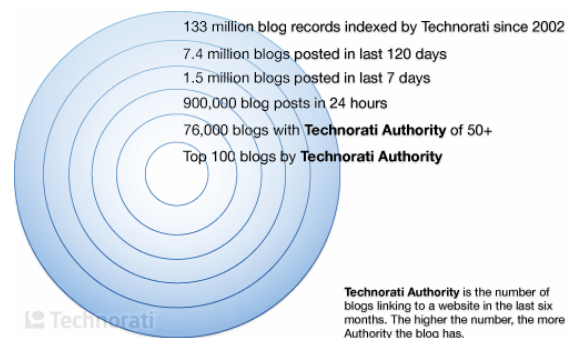 133 million blog records indexed by Technorati since 2002
7.4 million blogs posted in last 120 days
1.5 million blogs posted in last 7 days
900,000 blog posts in 24 hours
76,000 blogs with Technorati Authority of 50+
Top 100 blogs by Technorati Authority
Technorati Authority is the number of
blogs linking to a website in the last six
months. The higher the number, the more
Authority the blog has.
Technorati